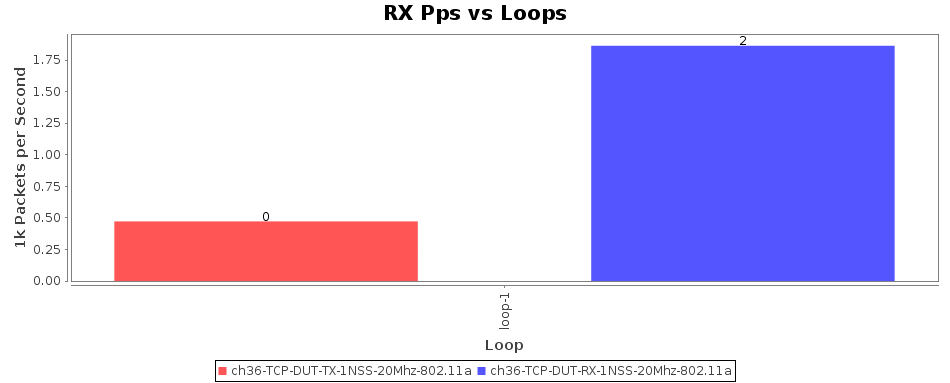 RX Pps vs Loops
1k Packets per Second
1.75
1.50
1.25
1.00
0.75
0.50
0.25
0.00
0
2
loop-1
Loop
ch36-TCP-DUT-TX-1NSS-20Mhz-802.11a ch36-TCP-DUT-RX-1NSS-20Mhz-802.11a